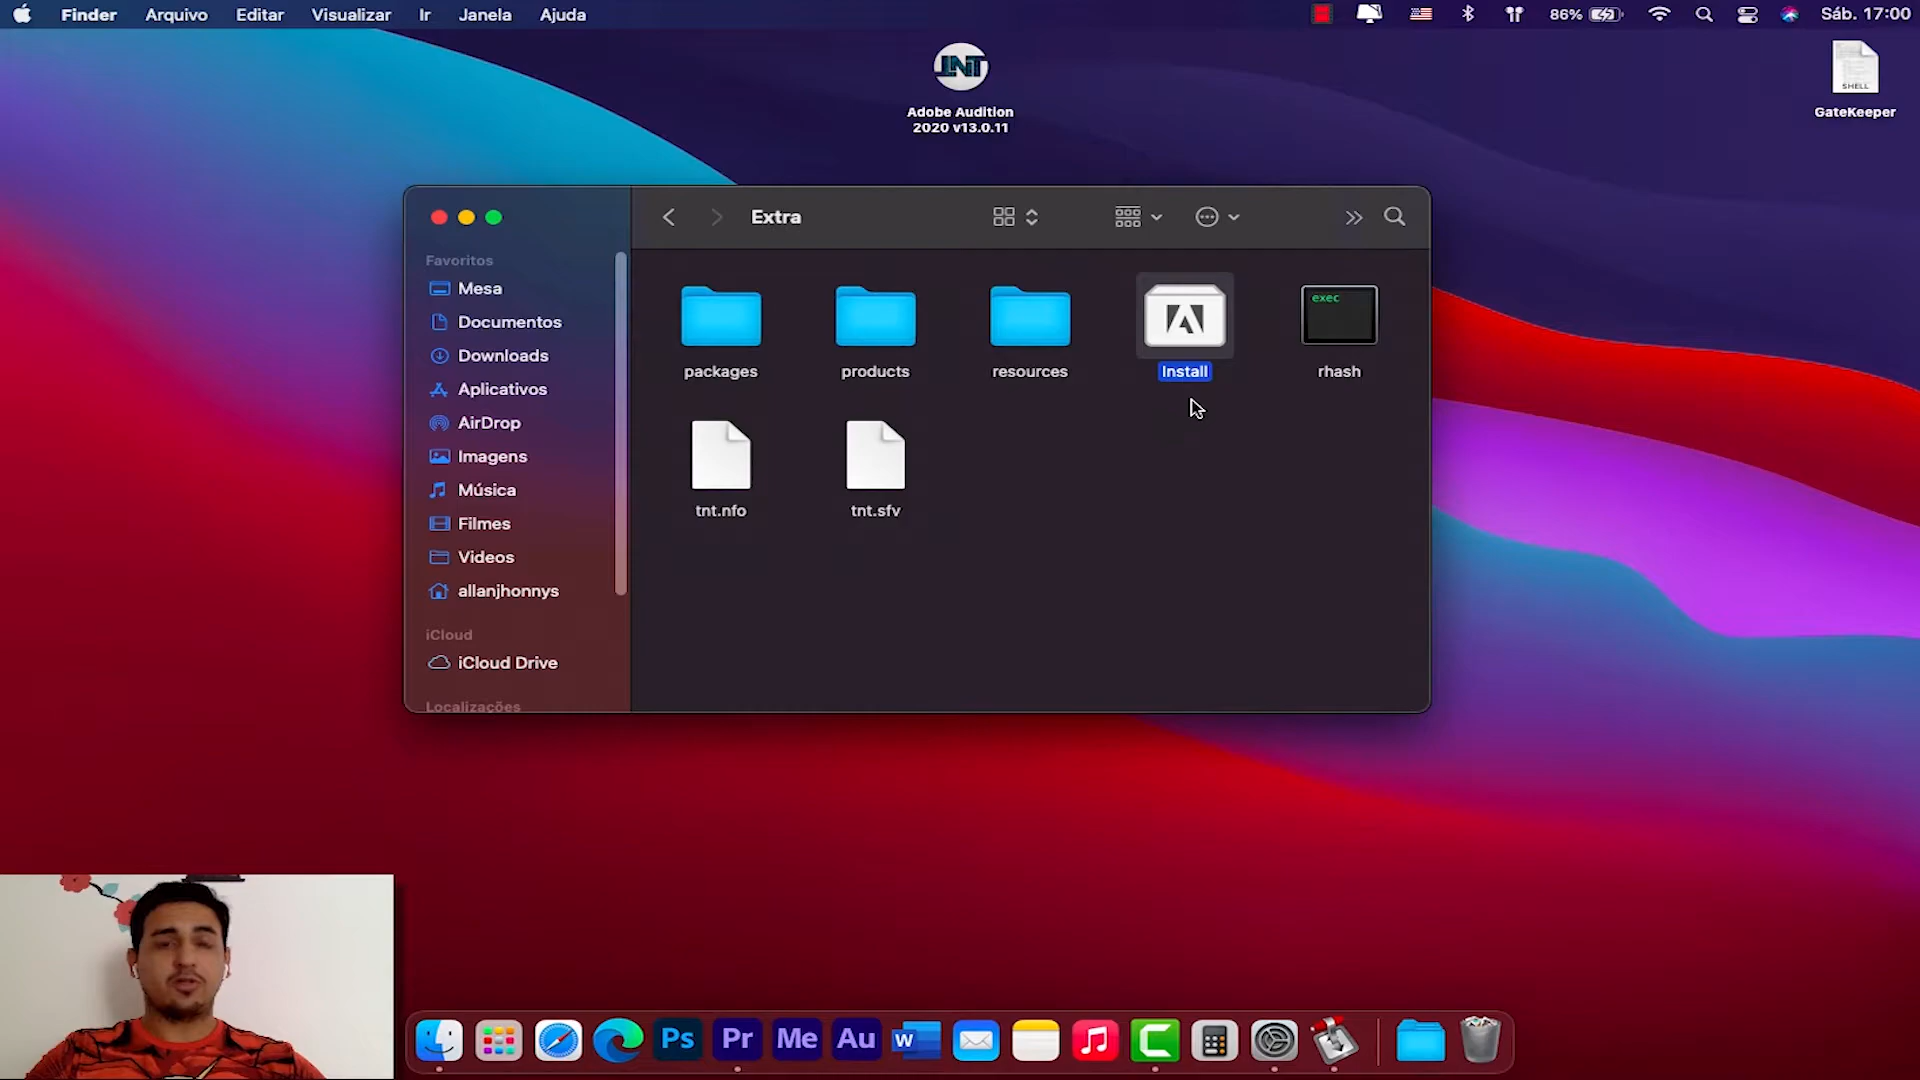 Finder Arquivo Editar Visualizar Ir Janela Ajuda 86% Sáb. 17:00
TNT
Adobe Audition
2020 v13.0.11
SHELL
GateKeeper
Extra
Favoritos
Mesa
Documentos
Downloads
Aplicativos
AirDrop
Imagens
Música
Filmes
Videos
allanjhonnys
iCloud
iCloud Drive
Localizações
exec
packages products resources Install rhash
tnt.nfo tnt.sfv
Ps Pr Me Au W